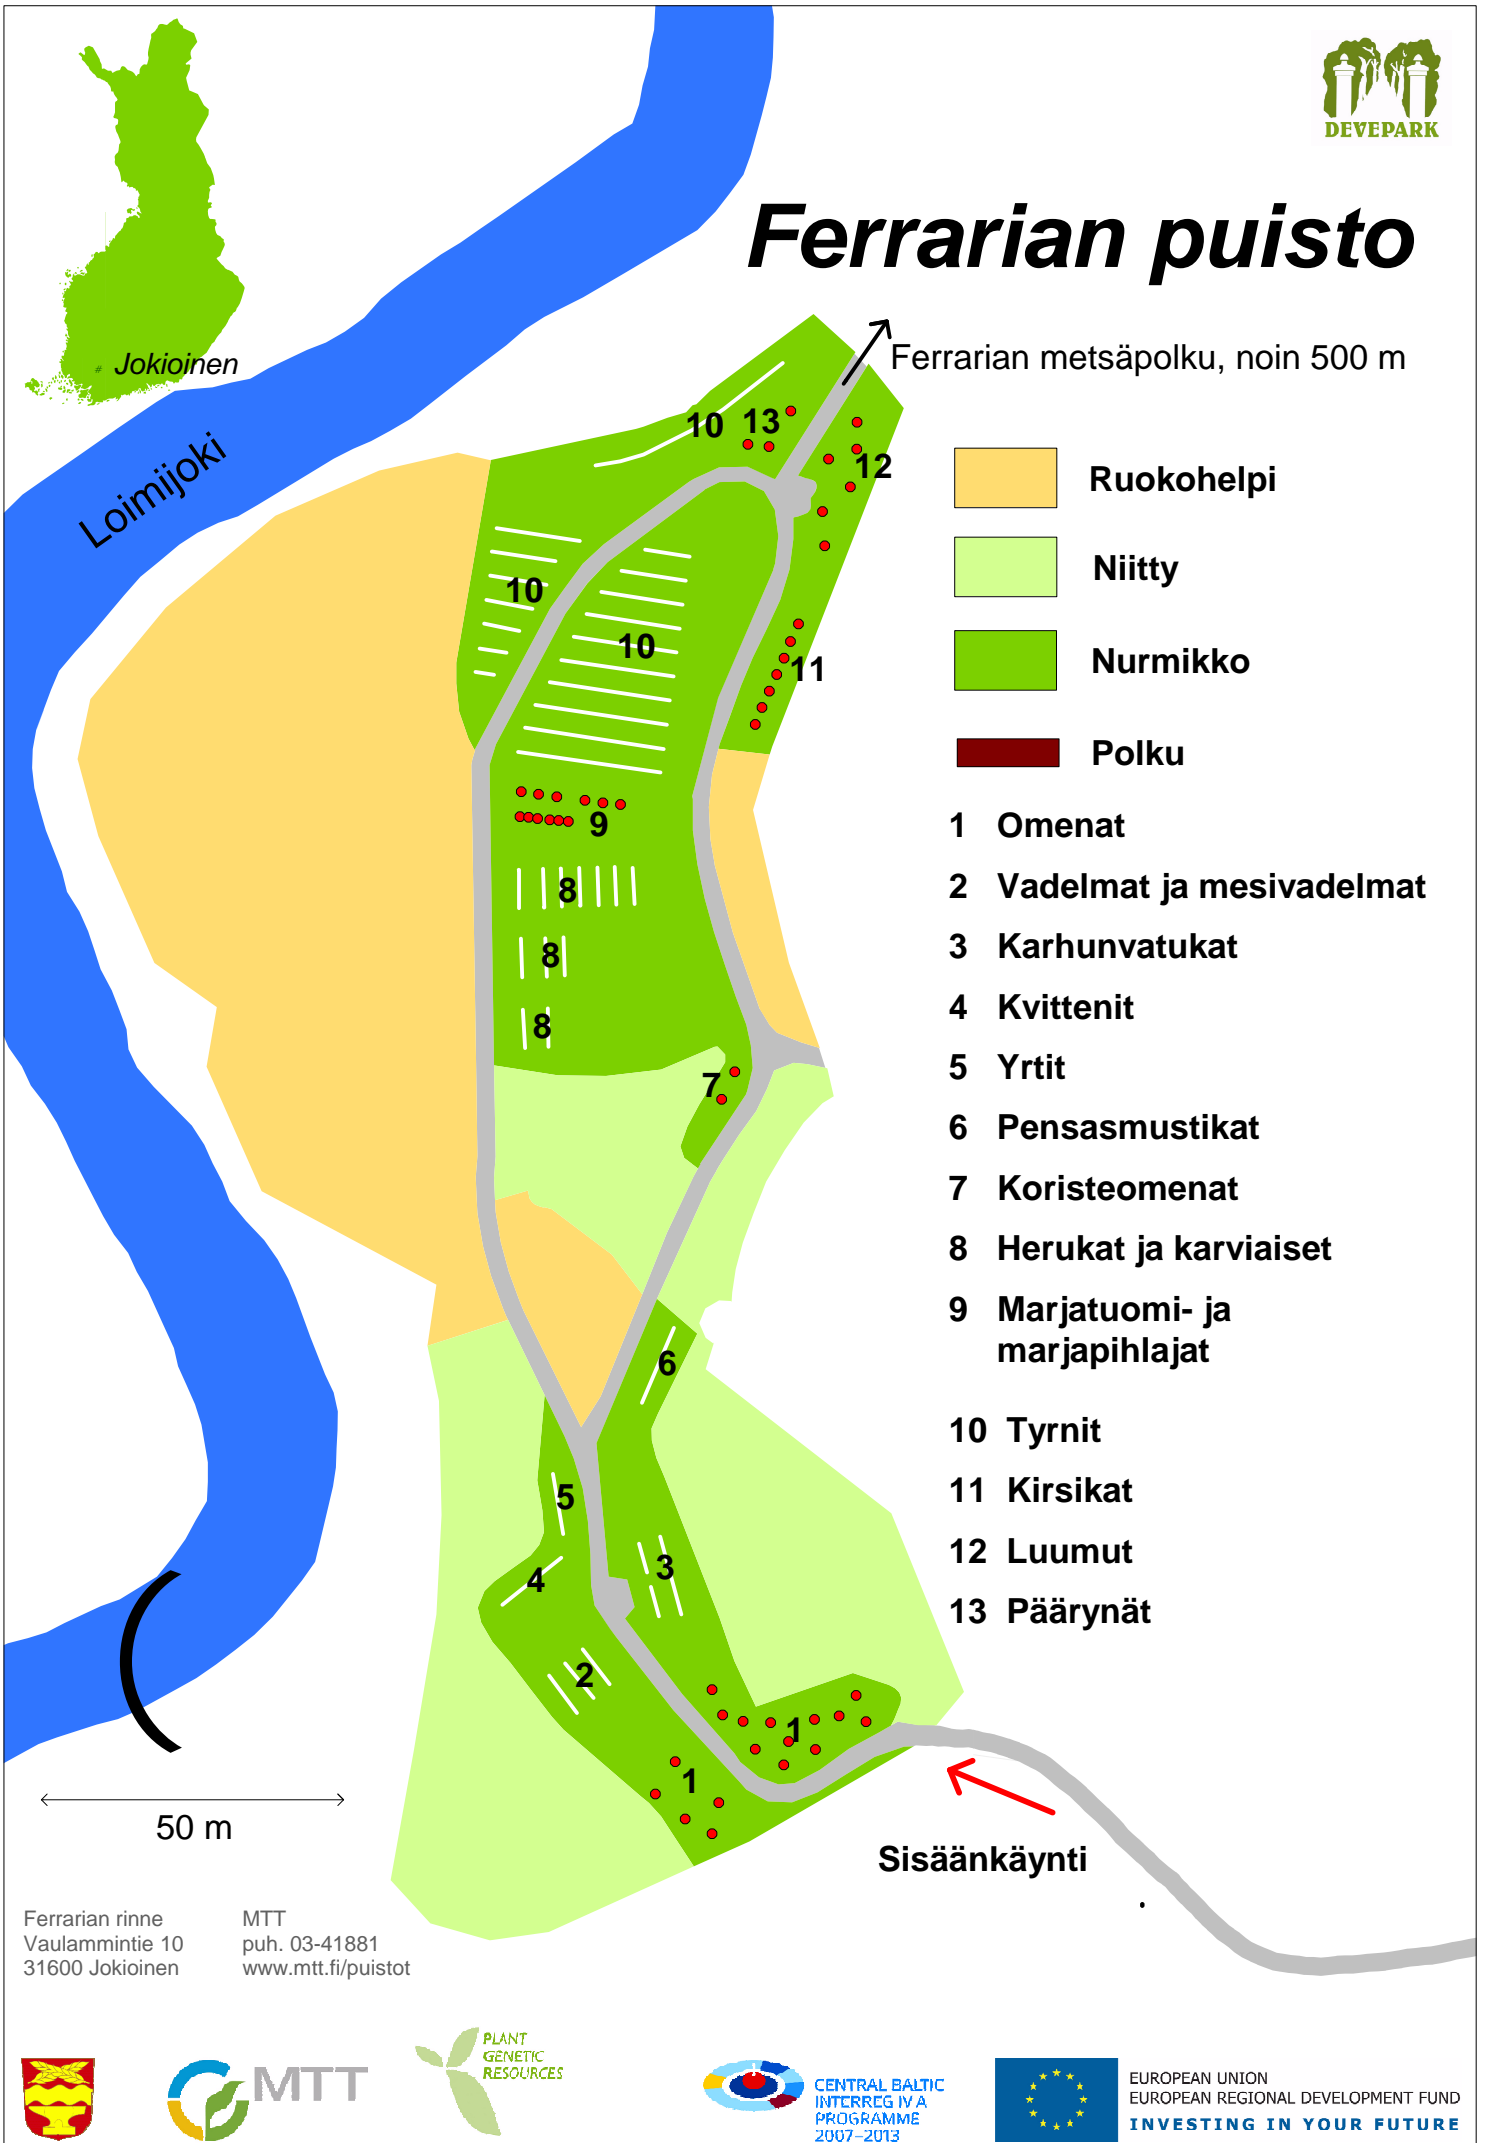 DEVEPARK
Ferrarian puisto
Jokioinen
Ferrarian metsäpolku, noin 500 m
Loimijoki
10
13
12
10
10
11
9
8
8
8
7
6
5
4
3
2
1
1
Ruokohelpi
Niitty
Nurmikko
Polku
1 Omenat
2 Vadelmat ja mesivadelmat
3 Karhunvatukat
4 Kvittenit
5 Yrtit
6 Pensasmustikat
7 Koristeomenat
8 Herukat ja karviaiset
9 Marjatuomi- ja
marjapihlajat
10 Tyrnit
11 Kirsikat
12 Luumut
13 Päärynät
50 m
Sisäänkäynti
Ferrarian rinne
Vaulammintie 10
31600 Jokioinen
MTT
puh. 03-41881
www.mtt.fi/puistot
MTT
PLANT
GENETIC
RESOURCES
CENTRAL BALTIC
INTERREG IV A
PROGRAMME
2007-2013
EUROPEAN UNION
EUROPEAN REGIONAL DEVELOPMENT FUND
INVESTING IN YOUR FUTURE